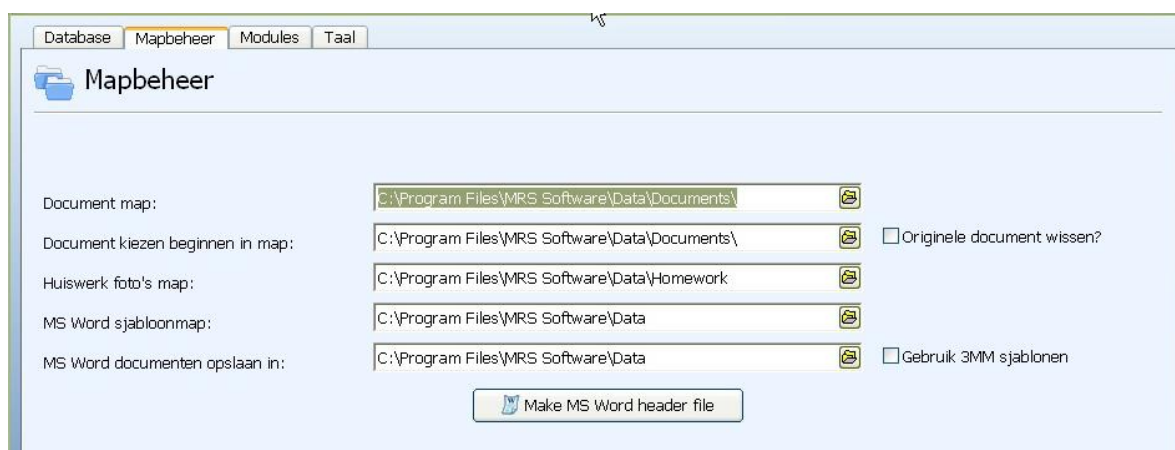 Database Mapbeheer Modules Taal
Mapbeheer
Document map: C:\Program Files\MRS Software\Data\Documents\
Document kiezen beginnen in map: C:\Program Files\MRS Software\Data\Documents\ Originele document wissen?
Huiswerk foto's map: C:\Program Files\MRS Software\Data\Homework
MS Word sjabloonmap: C:\Program Files\MRS Software\Data
MS Word documenten opslaan in: C:\Program Files\MRS Software\Data Gebruik 3MM sjablonen
Make MS Word header file